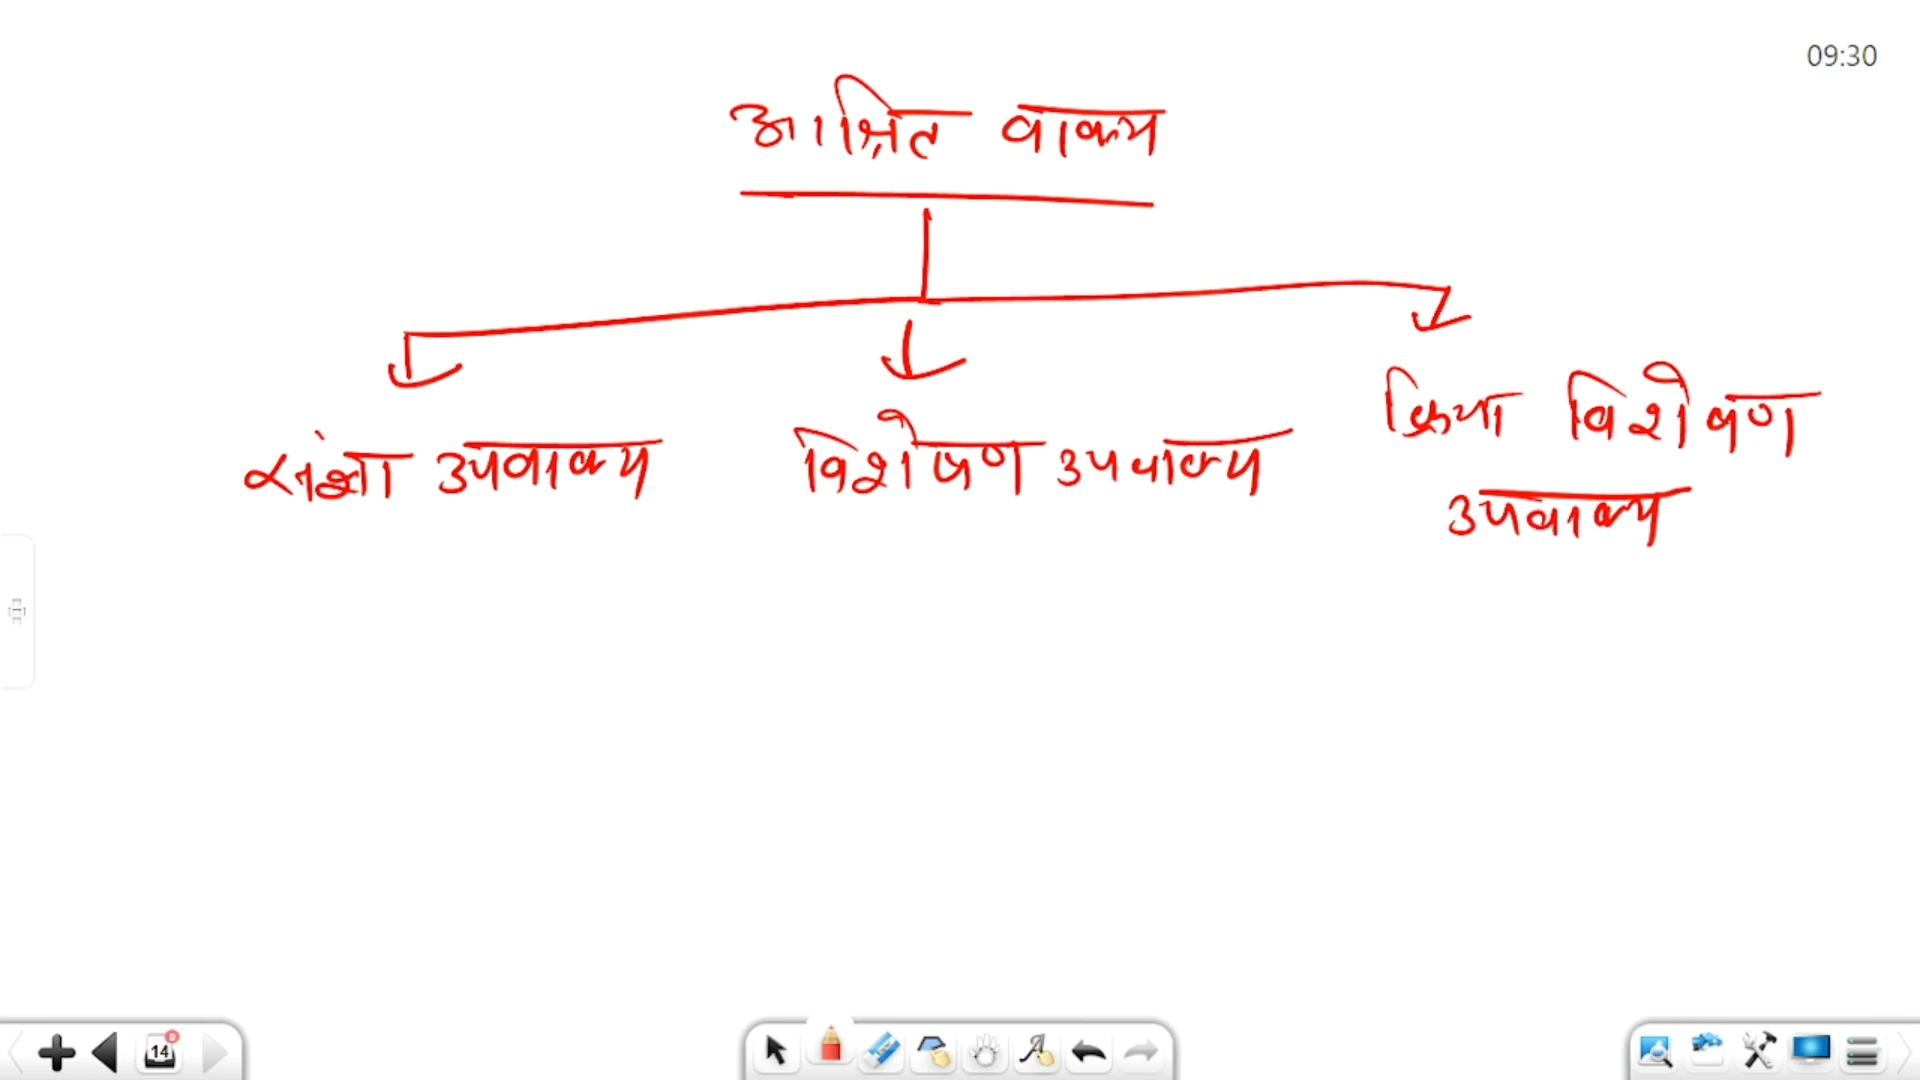 09:30
आश्रित वाक्य
संज्ञा उपवाक्य
विशेषण उपवाक्य
क्रिया विशेषण
उपवाक्य
14